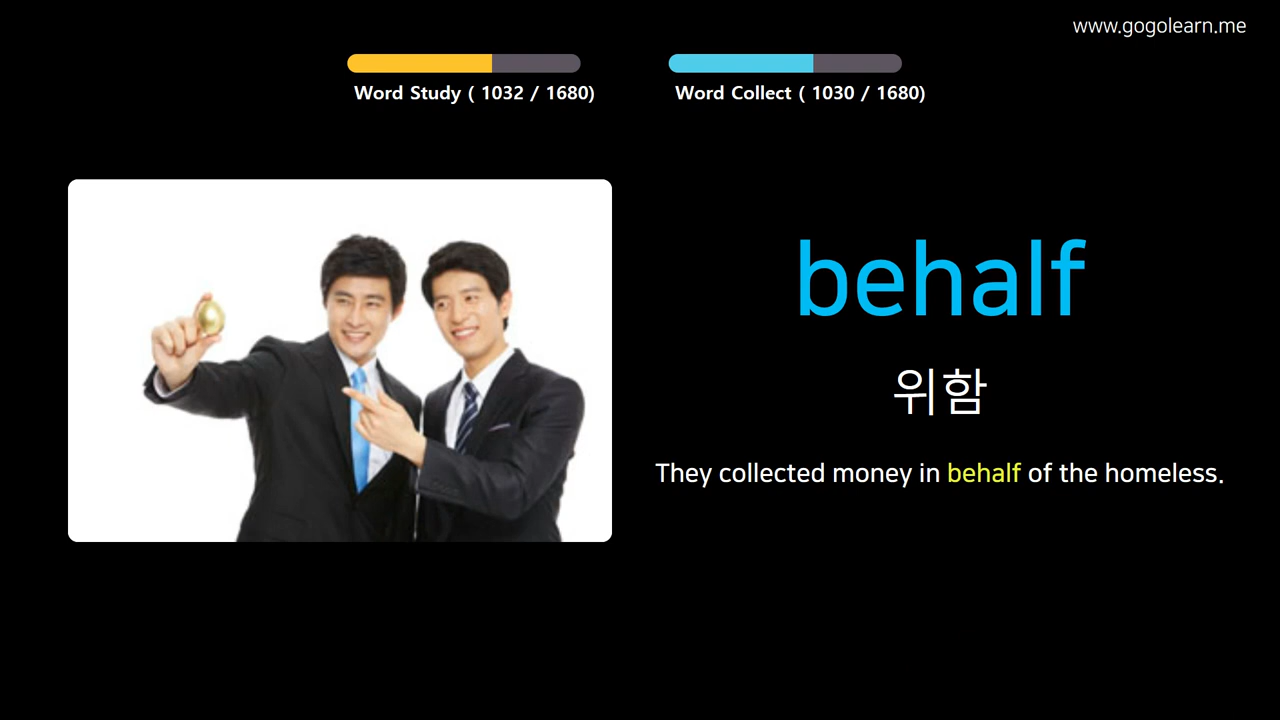 www.gogolearn.me
Word Study ( 1032 / 1680)
Word Collect ( 1030 / 1680)
behalf
위함
They collected money in behalf of the homeless.